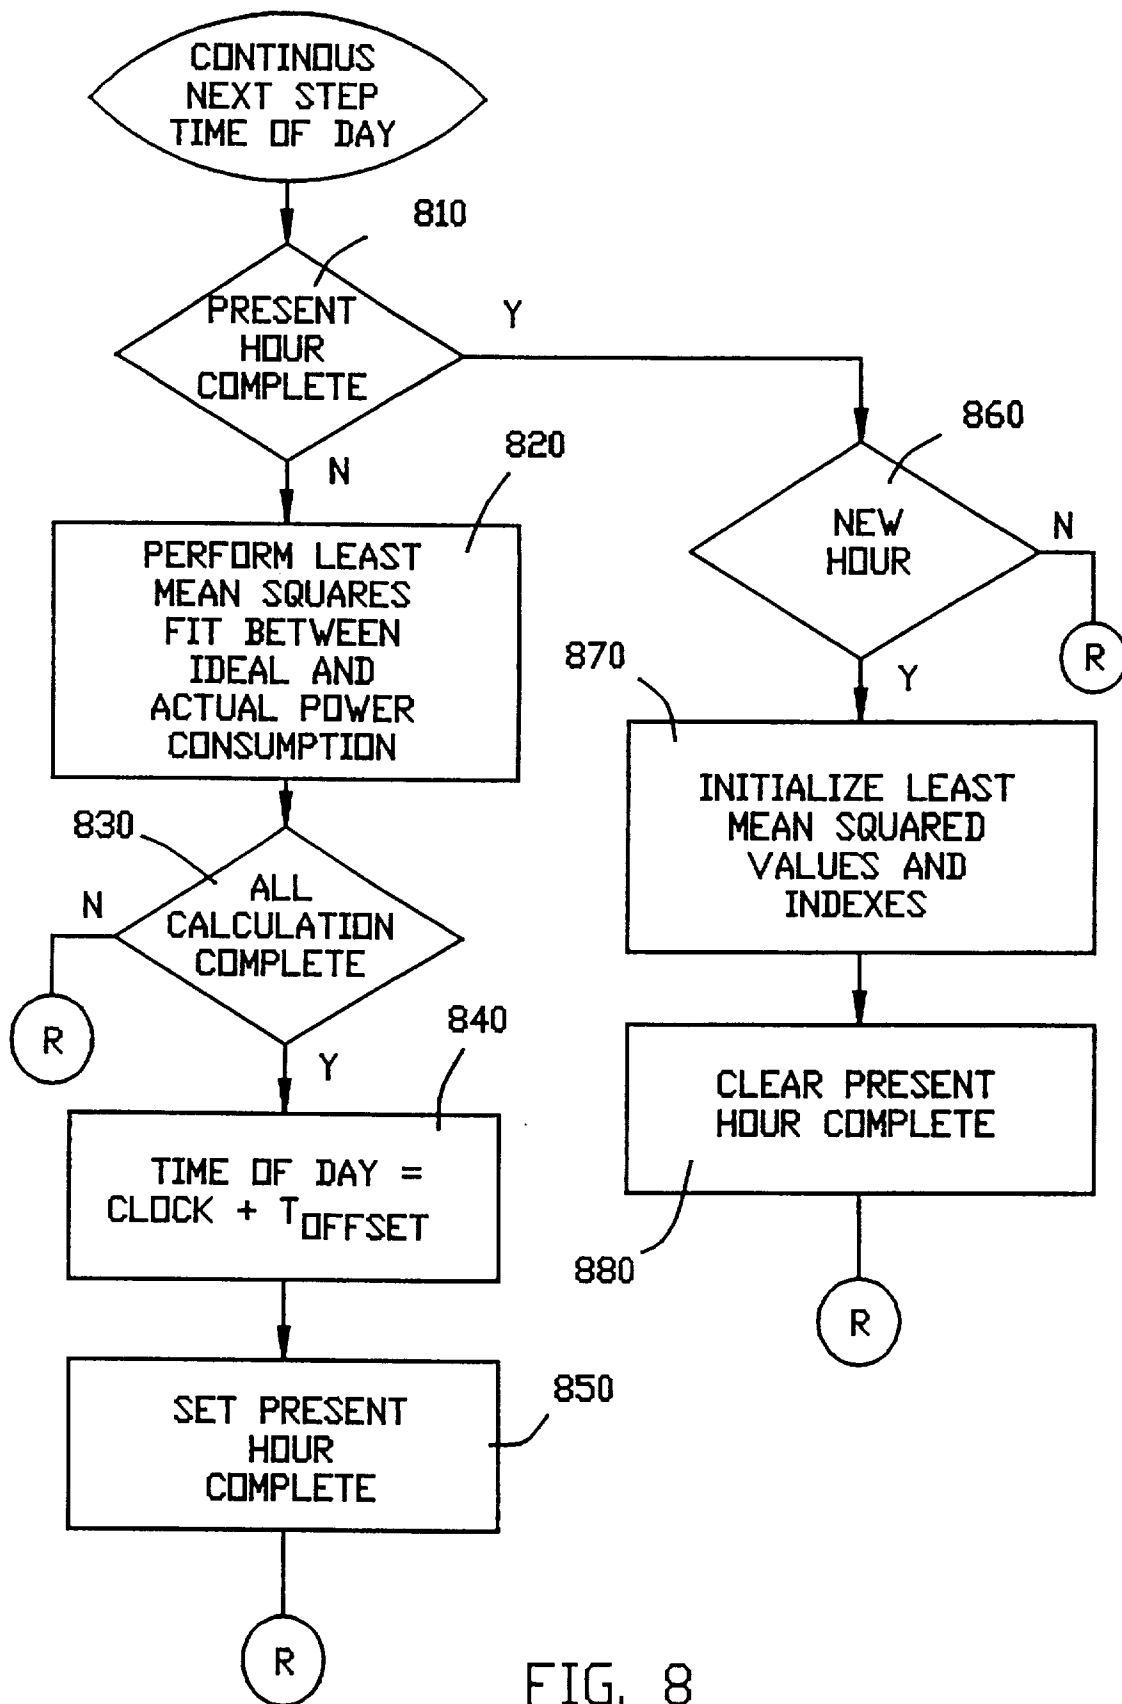 CONTINOUS
NEXT STEP
TIME OF DAY
810
PRESENT
HOUR
COMPLETE
Y
N
820
PERFORM LEAST
MEAN SQUARES
FIT BETWEEN
IDEAL AND
ACTUAL POWER
CONSUMPTION
830
ALL
CALCULATION
COMPLETE
N
R
Y
840
TIME OF DAY =
CLOCK + TOFFSET
850
SET PRESENT
HOUR
COMPLETE
R
860
NEW
HOUR
N
R
Y
870
INITIALIZE LEAST
MEAN SQUARED
VALUES AND
INDEXES
CLEAR PRESENT
HOUR COMPLETE
880
R
FIG. 8